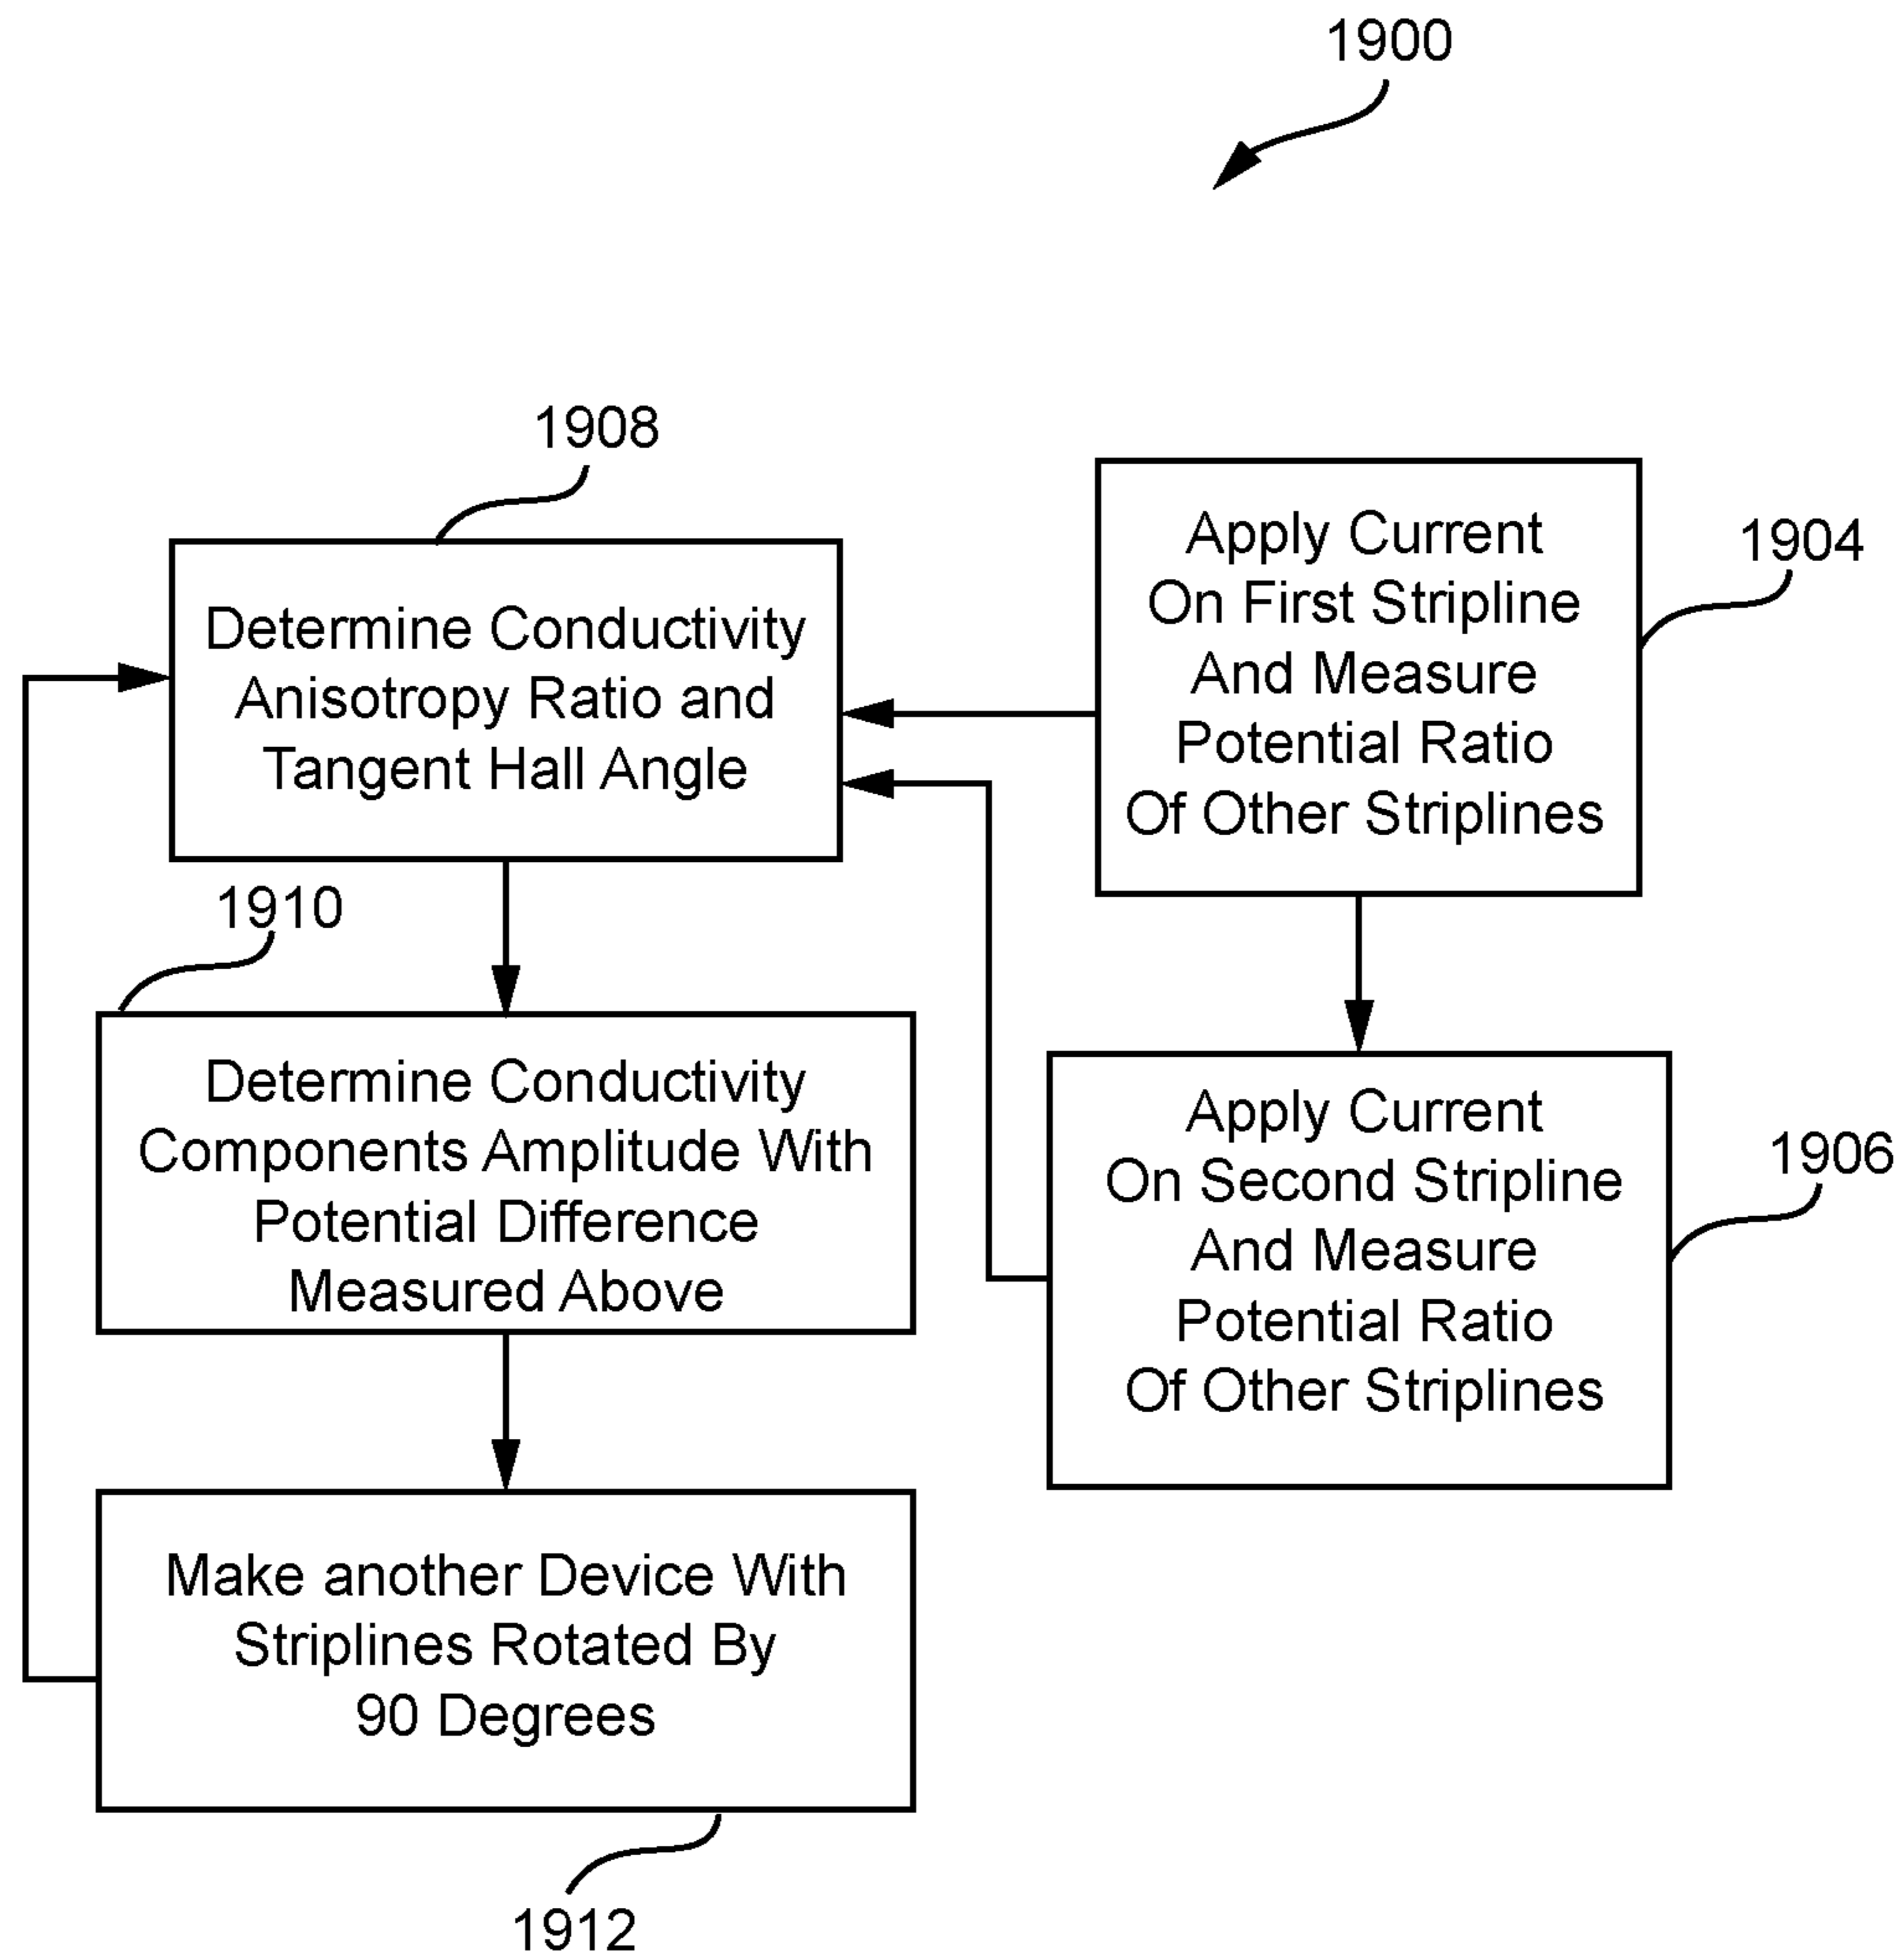 1900
1908
Determine Conductivity
Anisotropy Ratio and
Tangent Hall Angle
1904
Apply Current
On First Stripline
And Measure
Potential Ratio
Of Other Striplines
1910
Determine Conductivity
Components Amplitude With
Potential Difference
Measured Above
1906
Apply Current
On Second Stripline
And Measure
Potential Ratio
Of Other Striplines
Make another Device With
Striplines Rotated By
90 Degrees
1912